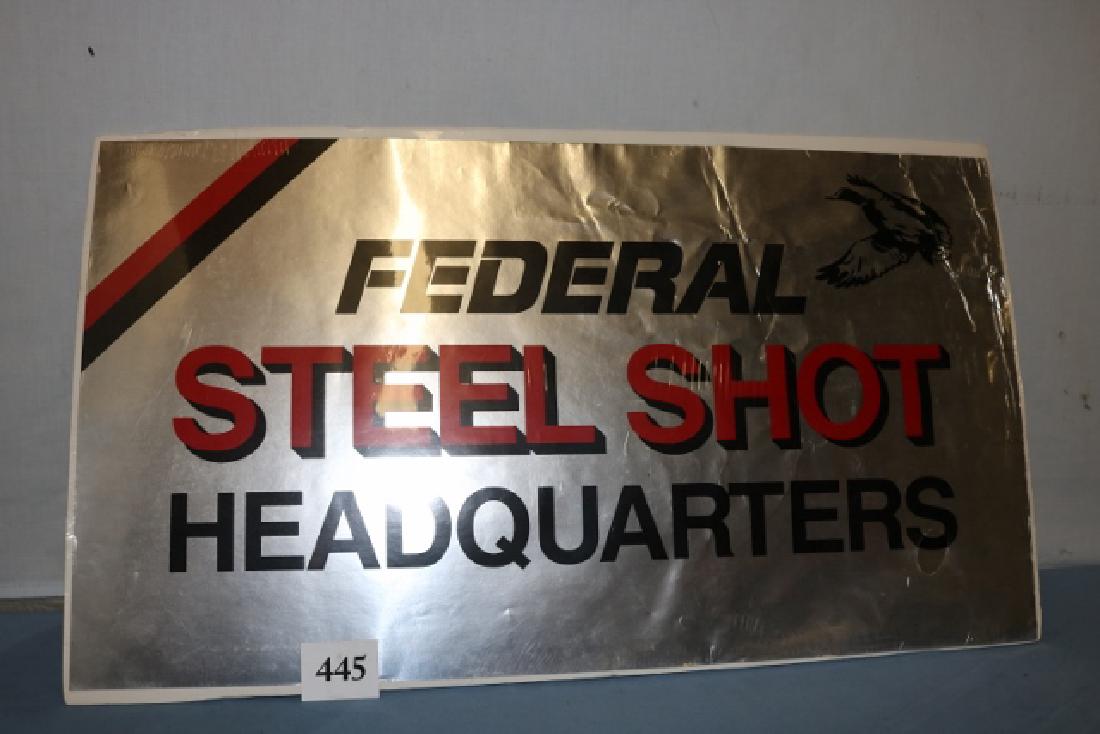 FEDERAL
STEEL SHOT
HEADQUARTERS
445